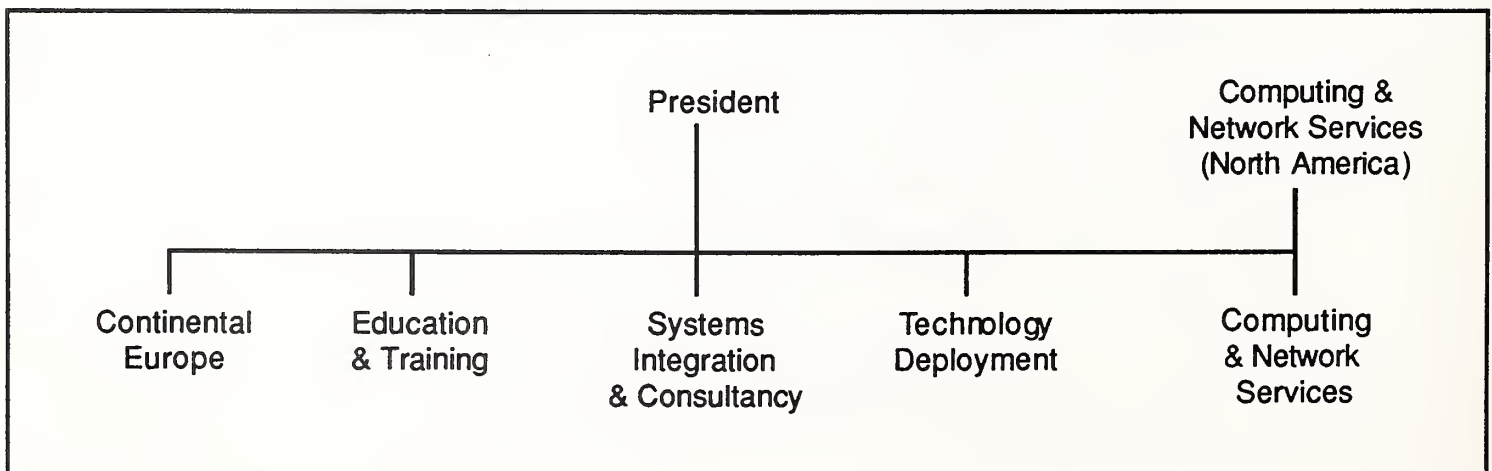 President
Computing &
Network Services
(North America)
Continental
Europe
Education
& Training
Systems
Integration
& Consultancy
Technology
Deployment
Computing
& Network
Services